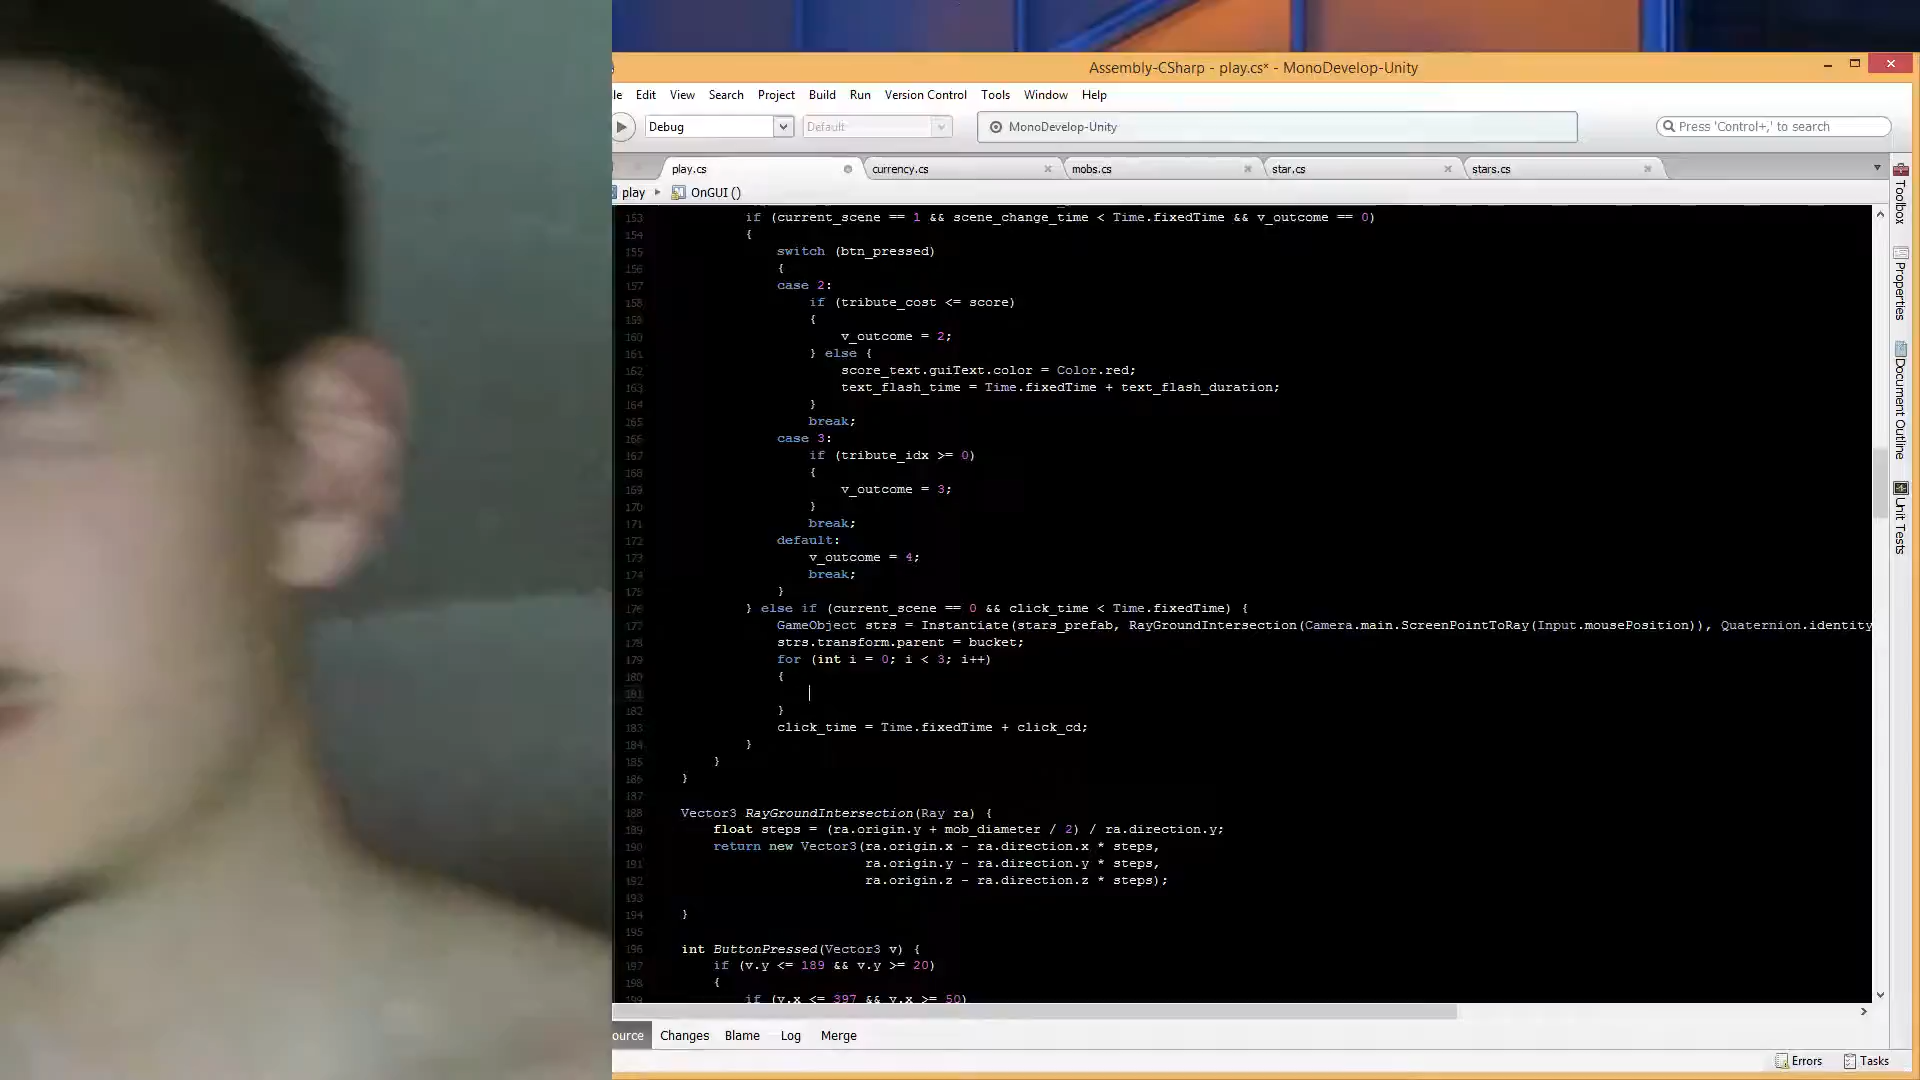 Assembly-CSharp - play.cs* - MonoDevelop-Unity
le Edit View Search Project Build Run Version Control Tools Window Help
Debug Default MonoDevelop-Unity Press 'Control+,' to search
play.cs currency.cs mobs.cs star.cs stars.cs
play OnGUI ()
153 if (current_scene == 1 && scene_change_time < Time.fixedTime && v_outcome == 0)
154 {
155 switch (btn_pressed)
156 {
157 case 2:
158 if (tribute_cost <= score)
159 {
160 v_outcome = 2;
161 } else {
162 score_text.guiText.color = Color.red;
163 text_flash_time = Time.fixedTime + text_flash_duration;
164 }
165 break;
166 case 3:
167 if (tribute_idx >= 0)
168 {
169 v_outcome = 3;
170 }
171 break;
172 default:
173 v_outcome = 4;
174 break;
175 }
176 } else if (current_scene == 0 && click_time < Time.fixedTime) {
177 GameObject strs = Instantiate(stars_prefab, RayGroundIntersection(Camera.main.ScreenPointToRay(Input.mousePosition)), Quaternion.identity
178 strs.transform.parent = bucket;
179 for (int i = 0; i < 3; i++)
180 {
181
182 }
183 click_time = Time.fixedTime + click_cd;
184 }
185 }
186 }
187
188 Vector3 RayGroundIntersection(Ray ra) {
189 float steps = (ra.origin.y + mob_diameter / 2) / ra.direction.y;
190 return new Vector3(ra.origin.x - ra.direction.x * steps,
191 ra.origin.y - ra.direction.y * steps,
192 ra.origin.z - ra.direction.z * steps);
193
194 }
195
196 int ButtonPressed(Vector3 v) {
197 if (v.y <= 189 && v.y >= 20)
198 {
199 if (v.x <= 397 && v.x >= 50)
Toolbox
Properties
Document Outline
Unit Tests
ource Changes Blame Log Merge
Errors Tasks